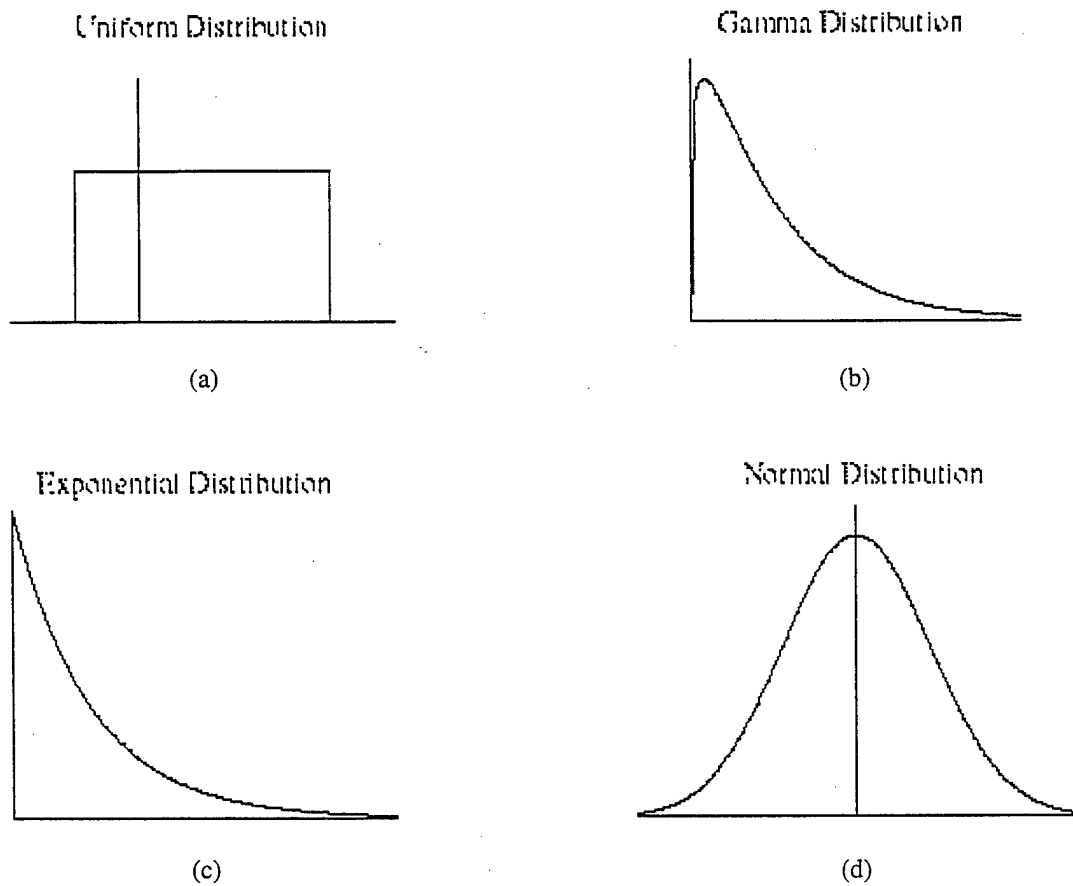 Uniform Distribution
Gamma Distribution
(a)
(b)
Exponential Distribution
Normal Distribution
(c)
(d)